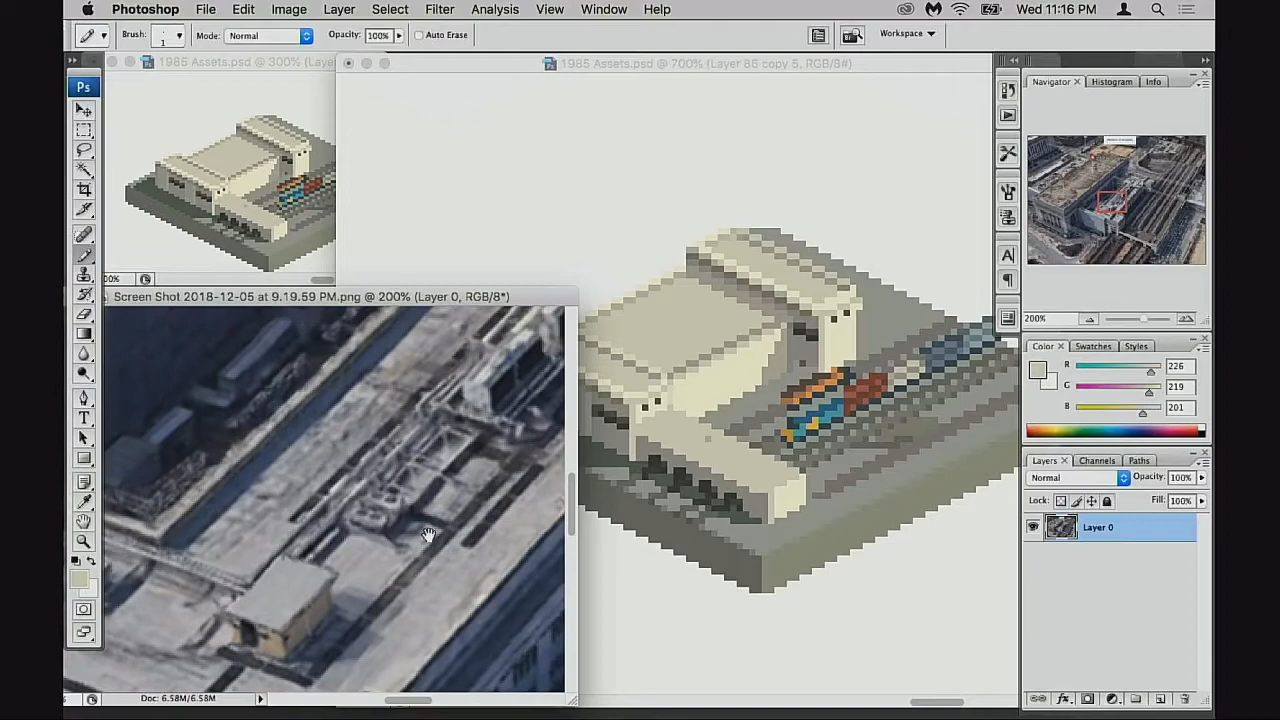 Photoshop File Edit Image Layer Select Filter Analysis View Window Help Wed 11:16 PM
Brush: 1 Mode: Normal Opacity: 100% Auto Erase Workspace
1985 Assets.psd @ 300% (Laye
1985 Assets.psd @ 700% (Layer 86 copy 5, RGB/8#)
Ps
Navigator Histogram Info
200%
Color Swatches Styles
R 226
G 219
B 201
Layers Channels Paths
Normal Opacity: 100%
Lock: Fill: 100%
Layer 0
00%
Screen Shot 2018-12-05 at 9.19.59 PM.png @ 200% (Layer 0, RGB/8*)
Doc: 6.58M/6.58M